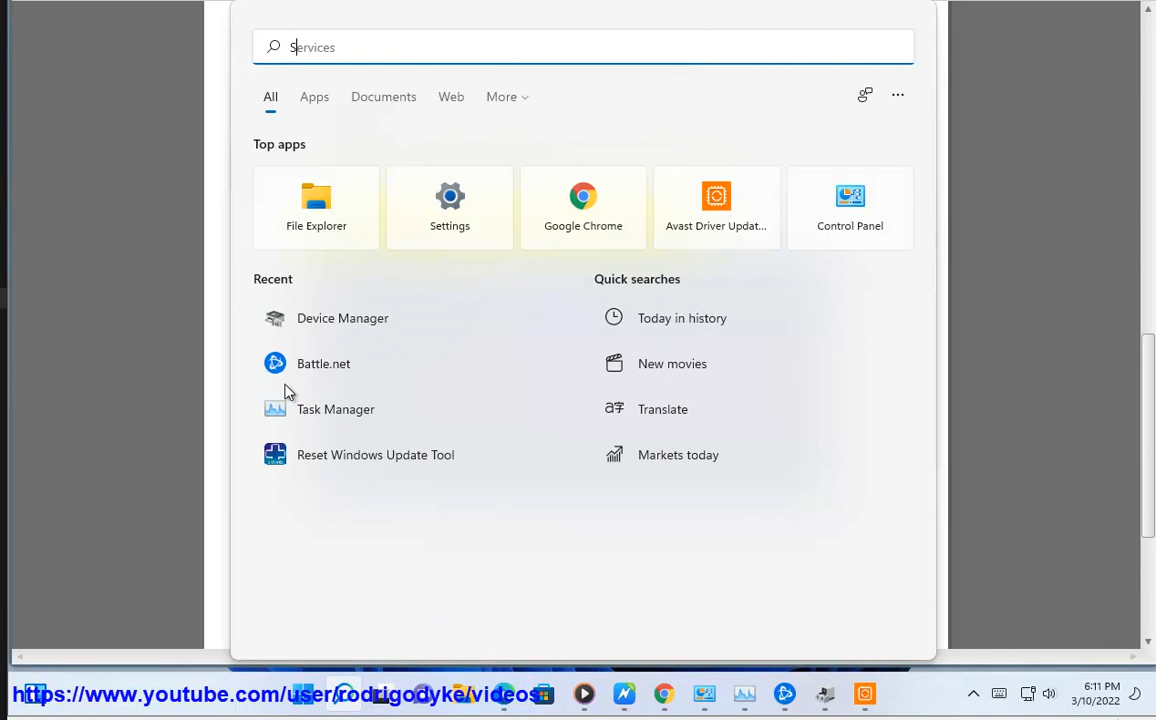 Services
All Apps Documents Web More
Top apps
File Explorer Settings Google Chrome Avast Driver Updat... Control Panel
Recent Quick searches
Device Manager Today in history
Battle.net New movies
Task Manager Translate
Reset Windows Update Tool Markets today
https://www.youtube.com/user/rodrigodyke/videos
6:11 PM
3/10/2022